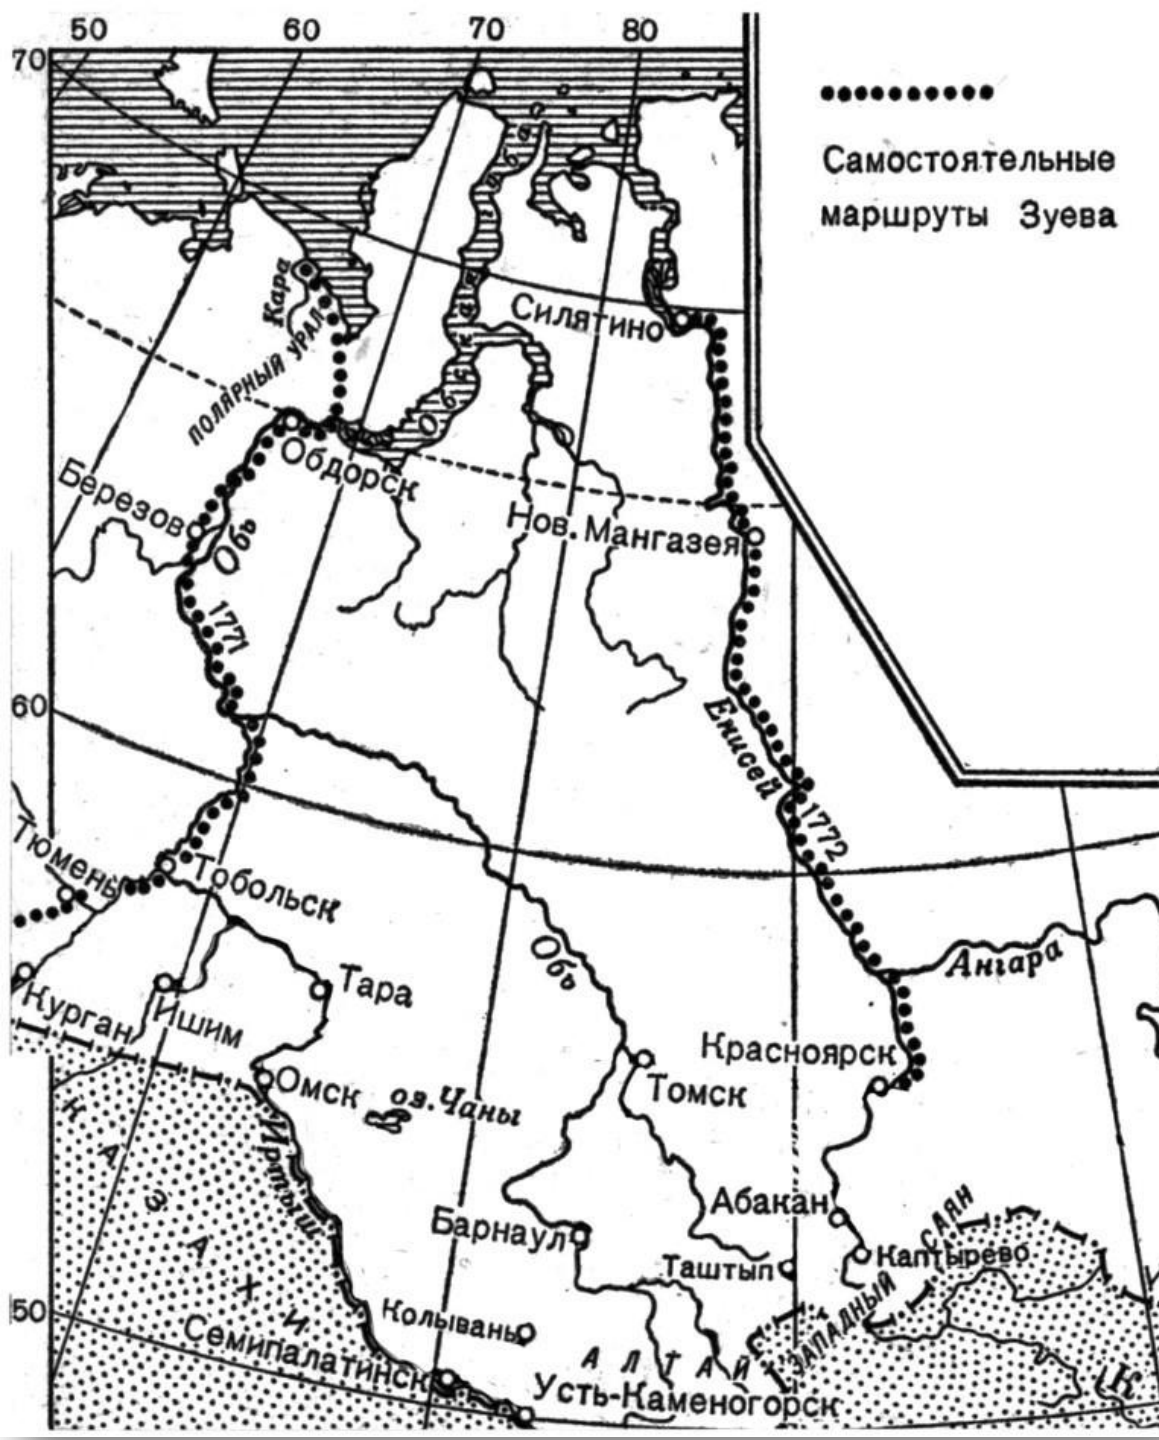 50
60
70
80
70
Самостоятельные
маршруты Зуева
Кара
Силятино
ПОЛЯРНЫЙ УРАЛ
Обская губа
Обдорск
Березов
Обь
Нов. Мангазея
1771
60
Енисей
1772
Тюмень
Тобольск
Обь
Ангара
Тара
Курган
Ишим
Красноярск
Томск
Омск
оз. Чаны
Иртыш
КАЗАХИ
Абакан
Барнаул
Каптырево
Таштып
ЗАПАДНЫЙ САЯН
50
Колывань
Семипалатинск
АЛТАЙ
Усть-Каменогорск